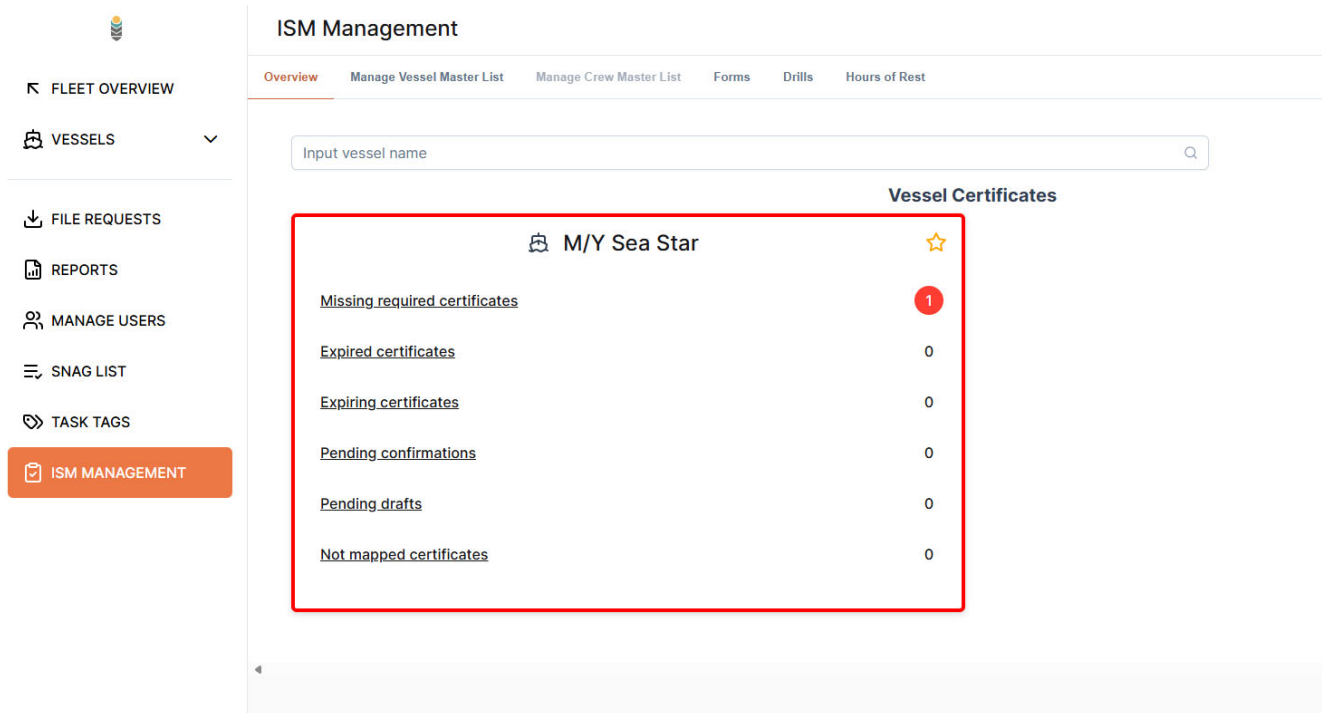 ISM Management
FLEET OVERVIEW
VESSELS
FILE REQUESTS
REPORTS
MANAGE USERS
SNAG LIST
TASK TAGS
ISM MANAGEMENT
Overview Manage Vessel Master List Manage Crew Master List Forms Drills Hours of Rest
Input vessel name
Vessel Certificates
M/Y Sea Star
Missing required certificates 1
Expired certificates 0
Expiring certificates 0
Pending confirmations 0
Pending drafts 0
Not mapped certificates 0